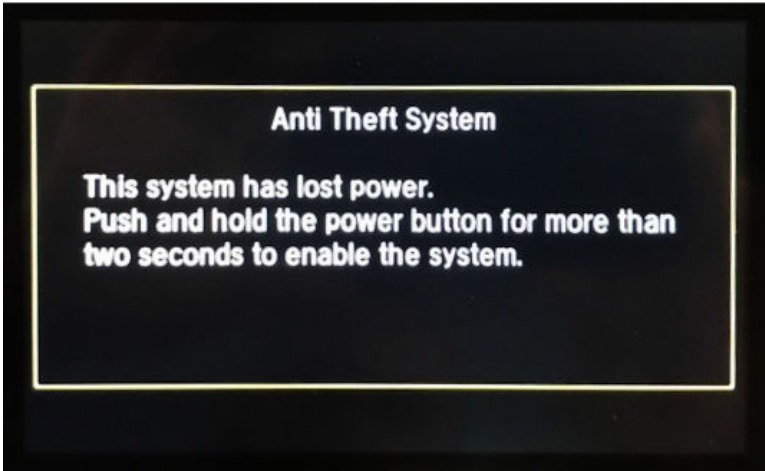 Anti Theft System
This system has lost power.
Push and hold the power button for more than
two seconds to enable the system.